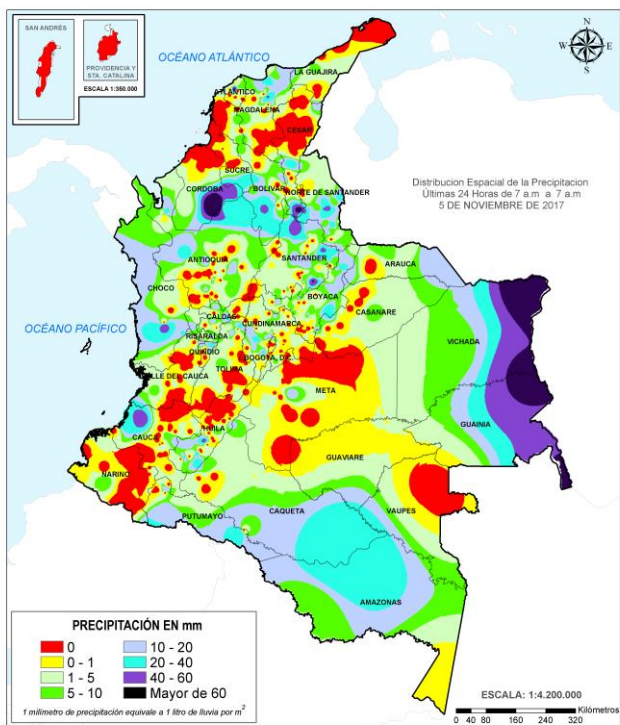 SAN ANDRÉS
PROVIDENCIA Y
STA. CATALINA
ESCALA 1:350.000
OCÉANO ATLÁNTICO
N
W
E
S
LA GUAJIRA
ATLÁNTICO
MAGDALENA
CESAR
SUCRE
CORDOBA
BOLIVAR
NORTE DE SANTANDER
Distribucion Espacial de la Precipitacion
Últimas 24 Horas de 7 a.m a 7 a.m
5 DE NOVIEMBRE DE 2017
ANTIOQUIA
SANTANDER
ARAUCA
CHOCO
BOYACA
CASANARE
OCÉANO PACÍFICO
CALDAS
CUNDINAMARCA
RISARALDA
VICHADA
QUINDIO
BOGOTA, D.C.
VALLE DEL CAUCA
TOLIMA
META
GUAINIA
CAUCA
HUILA
GUAVIARE
NARIÑO
VAUPES
PUTUMAYO
CAQUETA
AMAZONAS
PRECIPITACIÓN EN mm
0
10 - 20
0 - 1
20 - 40
1 - 5
40 - 60
5 - 10
Mayor de 60
1 milimetro de precipitación equivale a 1 litro de lluvia por m2
ESCALA: 1:4.200.000
Kilómetros
0 40 80 160 240 320